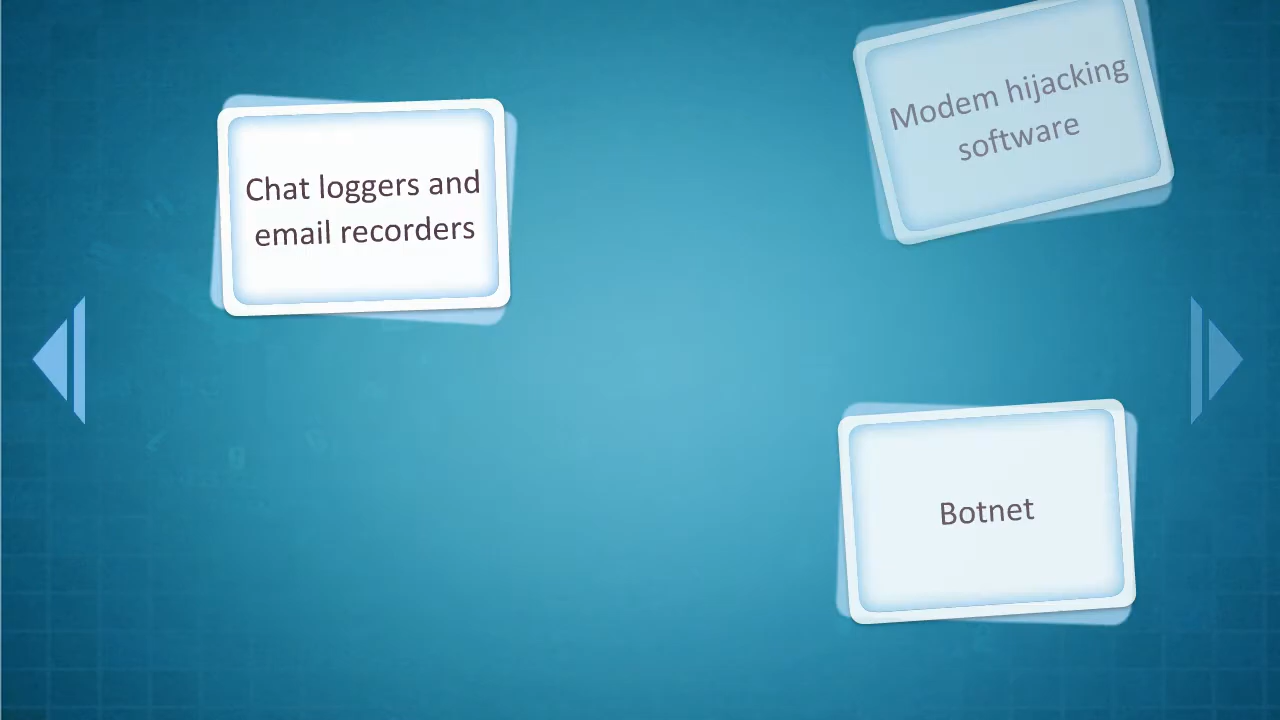 Modem hijacking
software
Chat loggers and
email recorders
Botnet